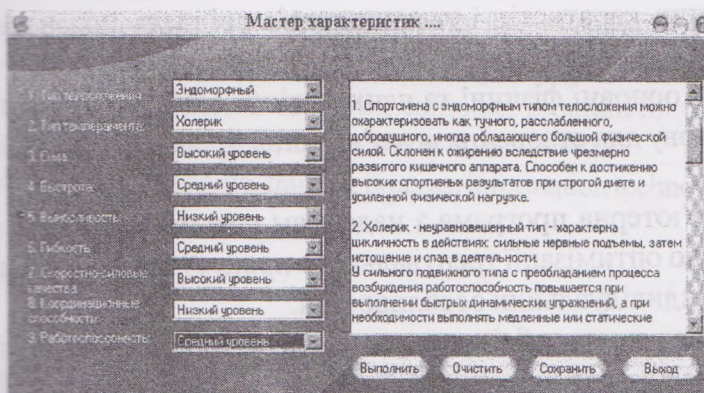 Мастер характеристик ....
1. Тип телосложения:
Эндоморфный
2. Тип темперамента:
Холерик
3. Сила:
Высокий уровень
4. Быстрота:
Средний уровень
5. Выносливость:
Низкий уровень
6. Гибкость:
Средний уровень
7. Скоростно-силовые
качества:
Высокий уровень
8. Координационные
способности:
Низкий уровень
9. Работоспособность:
Средний уровень
1. Спортсмена с эндоморфным типом телосложения можно
охарактеризовать как тучного, расслабленного,
добродушного, иногда обладающего большой физической
силой. Склонен к ожирению вследствие чрезмерно
развитого кишечного аппарата. Способен к достижению
высоких спортивных результатов при строгой диете и
усиленной физической нагрузке.
2. Холерик - неуравновешенный тип - характерна
цикличность в действиях: сильные нервные подъемы, затем
истощение и спад в деятельности.
У сильного подвижного типа с преобладанием процесса
возбуждения работоспособность повышается при
выполнении быстрых динамических упражнений, а при
необходимости выполнять медленные или статические
Выполнить
Очистить
Сохранить
Выход